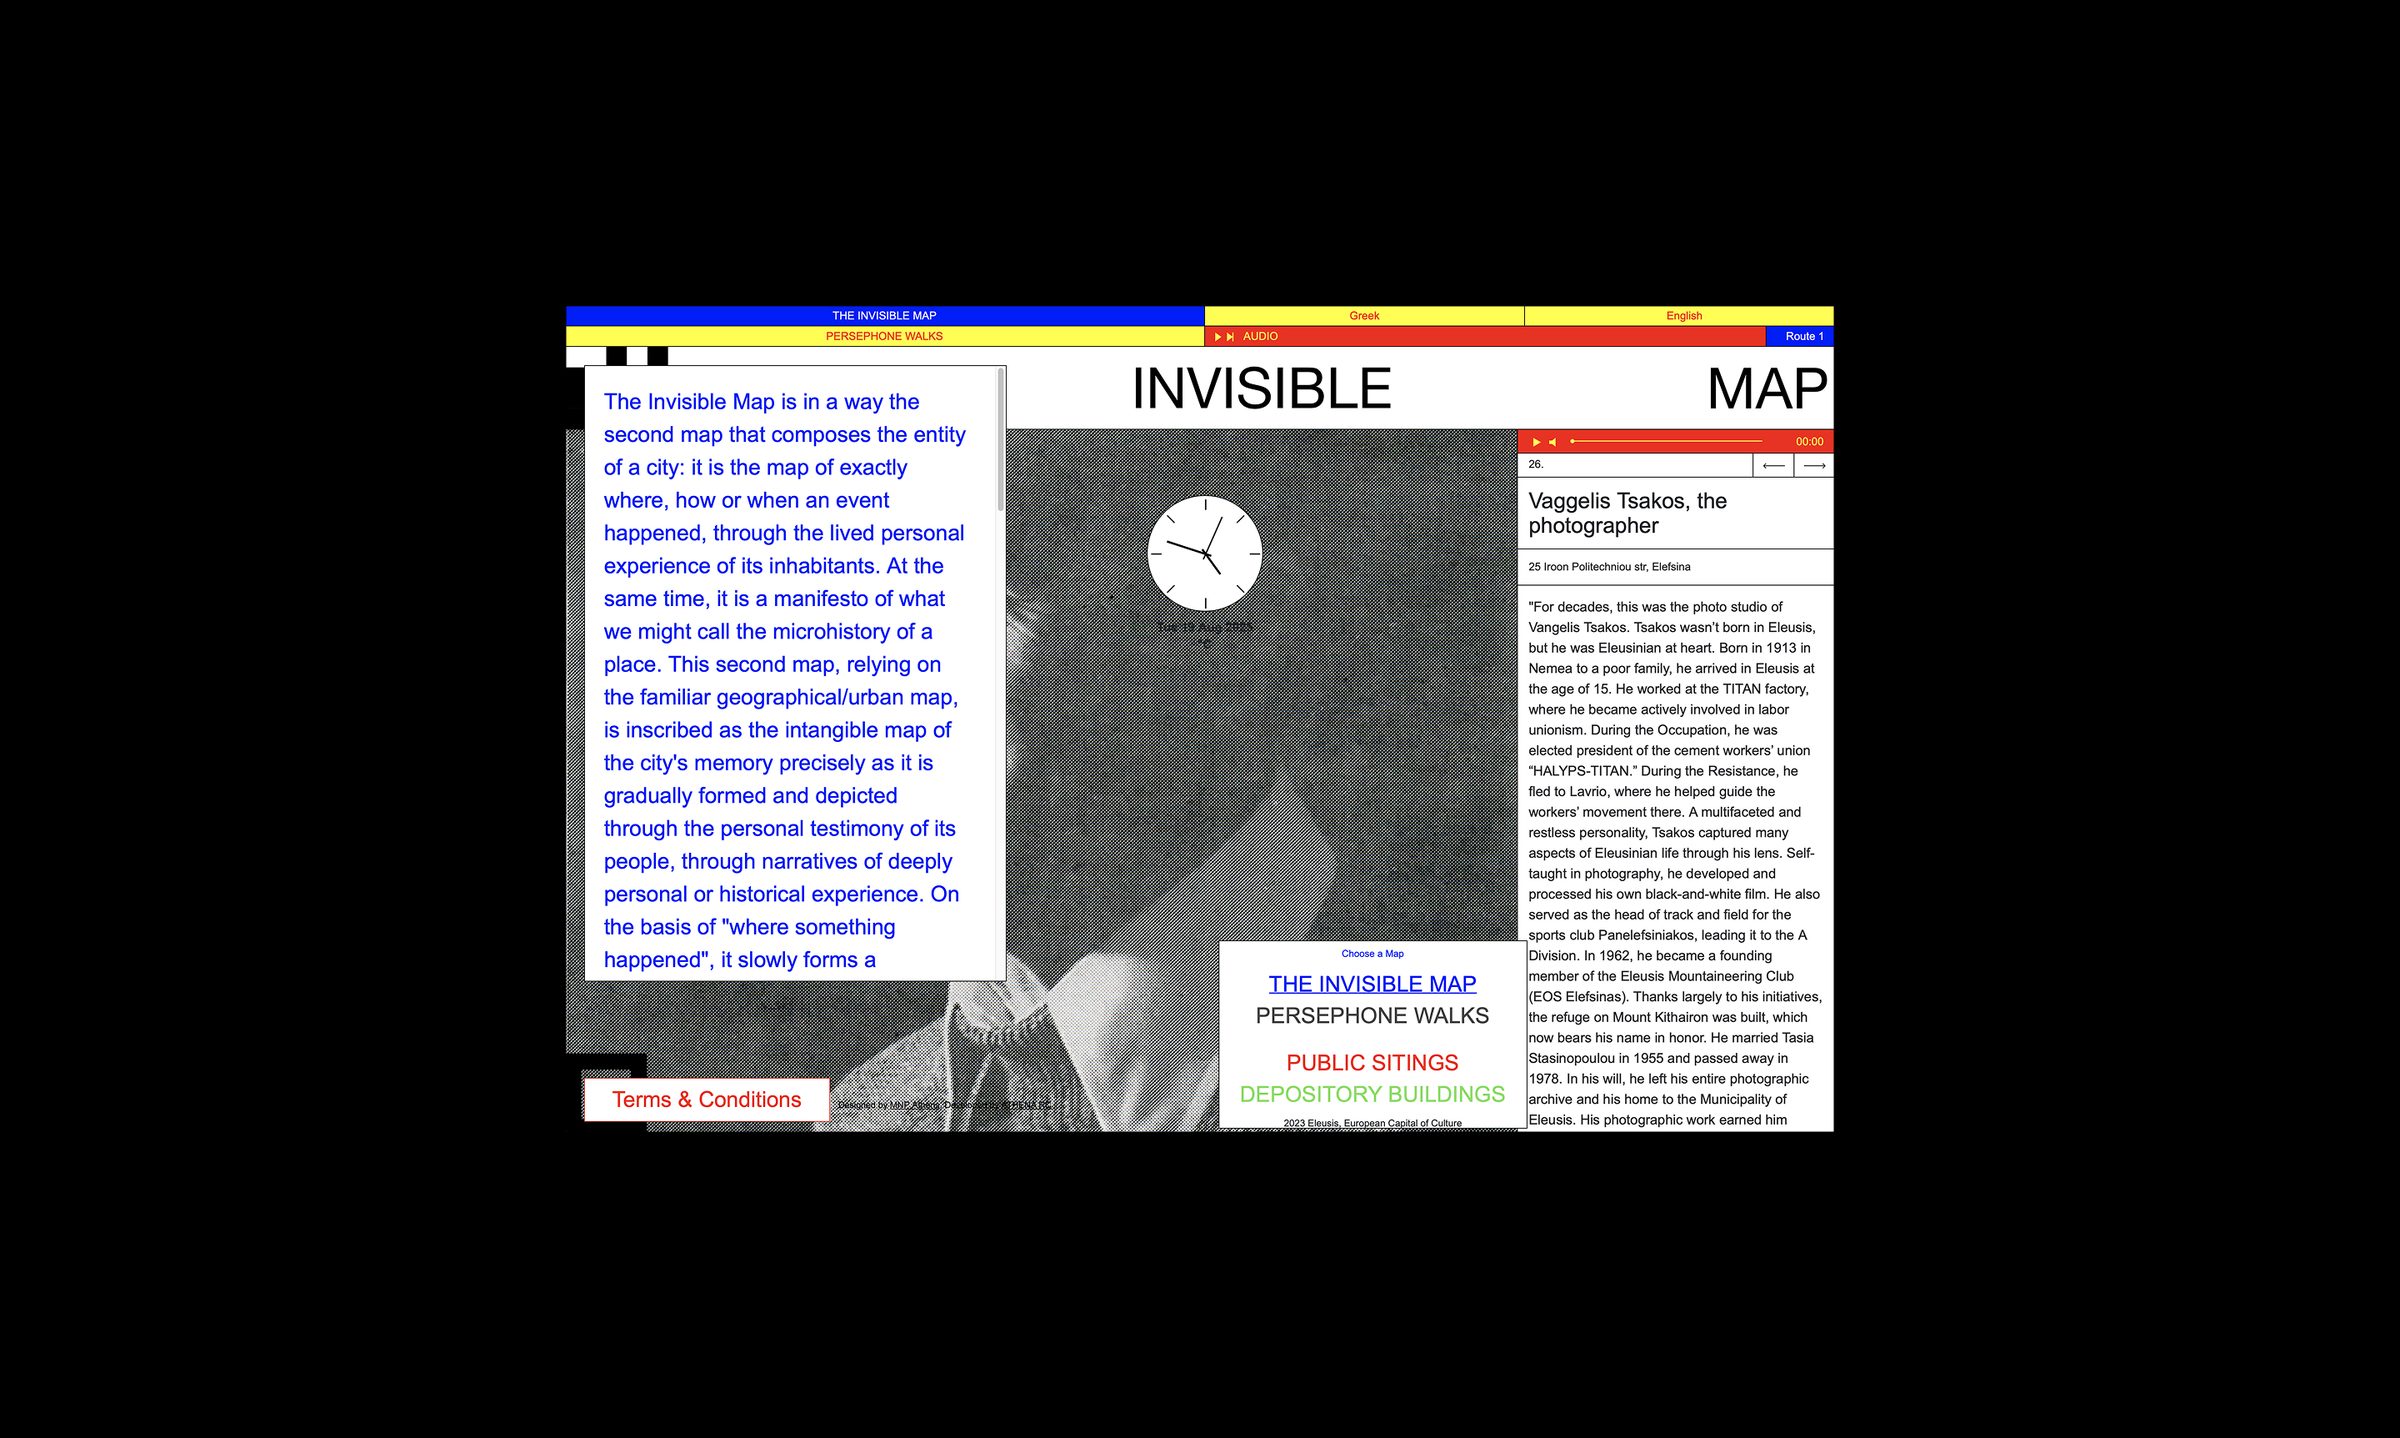 THE INVISIBLE MAP
Greek
English
PERSEPHONE WALKS
AUDIO
Route 1
INVISIBLE
MAP
The Invisible Map is in a way the
second map that composes the entity
of a city: it is the map of exactly
where, how or when an event
happened, through the lived personal
experience of its inhabitants. At the
same time, it is a manifesto of what
we might call the microhistory of a
place. This second map, relying on
the familiar geographical/urban map,
is inscribed as the intangible map of
the city's memory precisely as it is
gradually formed and depicted
through the personal testimony of its
people, through narratives of deeply
personal or historical experience. On
the basis of "where something
happened", it slowly forms a
Terms & Conditions
Designed by MNP Athens, Developed by ATHENA RC
Tue 19 Aug 2025
°C
Choose a Map
THE INVISIBLE MAP
PERSEPHONE WALKS
PUBLIC SITINGS
DEPOSITORY BUILDINGS
2023 Eleusis, European Capital of Culture
00:00
26.
Vaggelis Tsakos, the
photographer
25 Iroon Politechniou str, Elefsina
"For decades, this was the photo studio of
Vangelis Tsakos. Tsakos wasn’t born in Eleusis,
but he was Eleusinian at heart. Born in 1913 in
Nemea to a poor family, he arrived in Eleusis at
the age of 15. He worked at the TITAN factory,
where he became actively involved in labor
unionism. During the Occupation, he was
elected president of the cement workers’ union
“HALYPS-TITAN.” During the Resistance, he
fled to Lavrio, where he helped guide the
workers’ movement there. A multifaceted and
restless personality, Tsakos captured many
aspects of Eleusinian life through his lens. Self-
taught in photography, he developed and
processed his own black-and-white film. He also
served as the head of track and field for the
sports club Panelefsiniakos, leading it to the A
Division. In 1962, he became a founding
member of the Eleusis Mountaineering Club
(EOS Elefsinas). Thanks largely to his initiatives,
the refuge on Mount Kithairon was built, which
now bears his name in honor. He married Tasia
Stasinopoulou in 1955 and passed away in
1978. In his will, he left his entire photographic
archive and his home to the Municipality of
Eleusis. His photographic work earned him